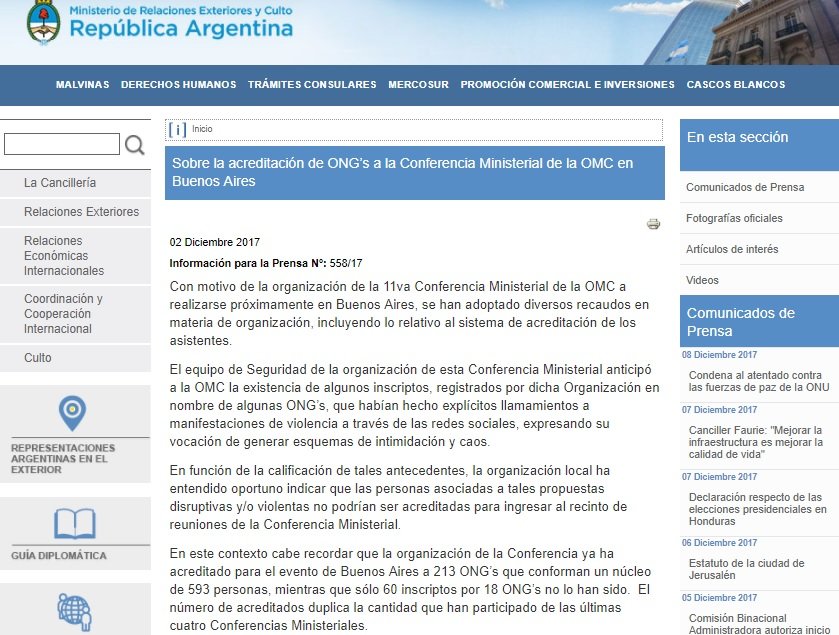 Ministerio de Relaciones Exteriores y Culto
República Argentina
MALVINAS DERECHOS HUMANOS TRÁMITES CONSULARES MERCOSUR PROMOCIÓN COMERCIAL E INVERSIONES CASCOS BLANCOS
La Cancillería
Relaciones Exteriores
Relaciones
Económicas
Internacionales
Coordinación y
Cooperación
Internacional
Culto
REPRESENTACIONES
ARGENTINAS EN EL
EXTERIOR
GUÍA DIPLOMÁTICA
[i] Inicio
Sobre la acreditación de ONG's a la Conferencia Ministerial de la OMC en
Buenos Aires
02 Diciembre 2017
Información para la Prensa N°: 558/17
Con motivo de la organización de la 11va Conferencia Ministerial de la OMC a
realizarse próximamente en Buenos Aires, se han adoptado diversos recaudos en
materia de organización, incluyendo lo relativo al sistema de acreditación de los
asistentes.
El equipo de Seguridad de la organización de esta Conferencia Ministerial anticipó
a la OMC la existencia de algunos inscriptos, registrados por dicha Organización en
nombre de algunas ONG's, que habían hecho explícitos llamamientos a
manifestaciones de violencia a través de las redes sociales, expresando su
vocación de generar esquemas de intimidación y caos.
En función de la calificación de tales antecedentes, la organización local ha
entendido oportuno indicar que las personas asociadas a tales propuestas
disruptivas y/o violentas no podrían ser acreditadas para ingresar al recinto de
reuniones de la Conferencia Ministerial.
En este contexto cabe recordar que la organización de la Conferencia ya ha
acreditado para el evento de Buenos Aires a 213 ONG's que conforman un núcleo
de 593 personas, mientras que sólo 60 inscriptos por 18 ONG's no lo han sido. El
número de acreditados duplica la cantidad que han participado de las últimas
cuatro Conferencias Ministeriales.
En esta sección
Comunicados de Prensa
Fotografías oficiales
Artículos de interés
Videos
Comunicados de
Prensa
08 Diciembre 2017
Condena al atentado contra
las fuerzas de paz de la ONU
07 Diciembre 2017
Canciller Faurie: "Mejorar la
infraestructura es mejorar la
calidad de vida"
07 Diciembre 2017
Declaración respecto de las
elecciones presidenciales en
Honduras
06 Diciembre 2017
Estatuto de la ciudad de
Jerusalén
05 Diciembre 2017
Comisión Binacional
Administradora autoriza inicio